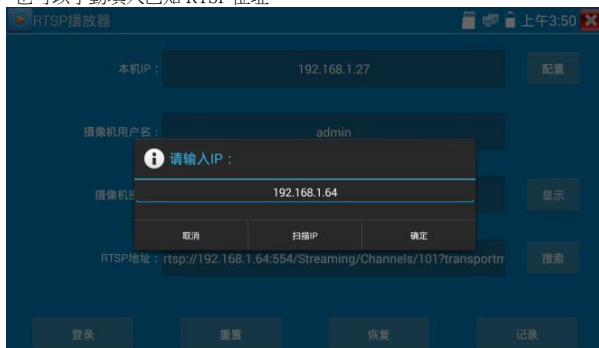 也可以手動填入已知 RTSP 位址
RTSP播放器
上午3:50
本机IP：
192.168.1.27
配置
摄像机用户名：
admin
请输入IP：
摄像机
192.168.1.64
显示
取消
扫描IP
确定
RTSP地址：
rtsp://192.168.1.64:554/Streaming/Channels/101?transportm
搜索
登录
重置
恢复
记录